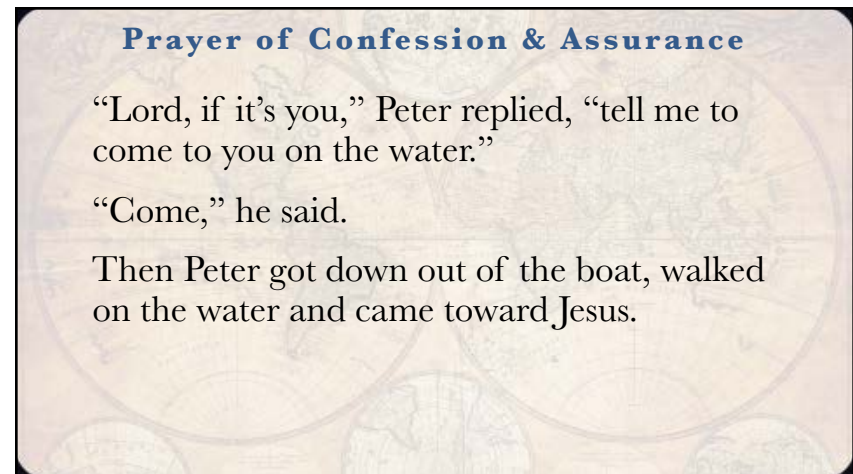 Prayer of Confession & Assurance
“Lord, if it’s you,” Peter replied, “tell me to
come to you on the water.”
“Come,” he said.
Then Peter got down out of the boat, walked
on the water and came toward Jesus.